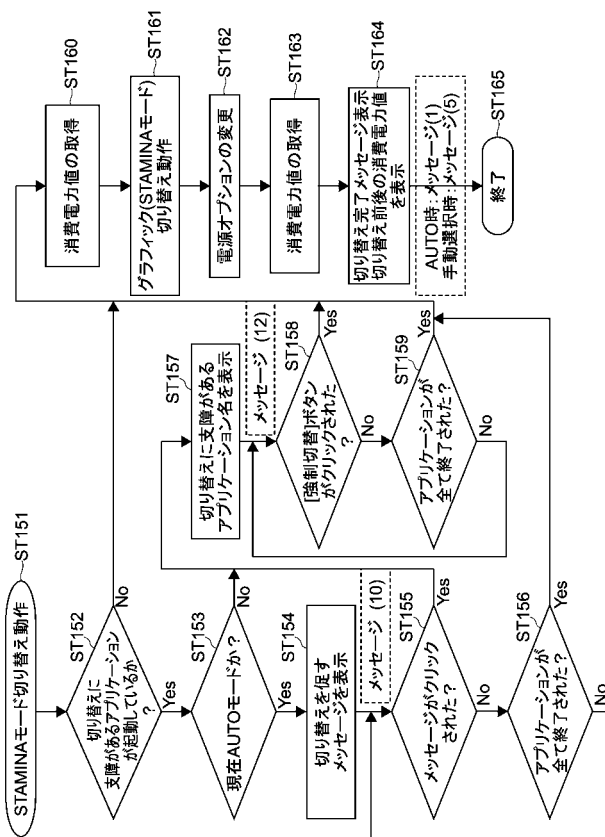 ST151
STAMINAモード切り替え動作
ST152
切り替えに
支障があるアプリケーション
が起動しているか
?
No
Yes
ST153
現在AUTOモードか?
No
Yes
ST154
切り替えを促す
メッセージを表示
メッセージ (10)
ST155
メッセージがクリック
された?
Yes
No
ST156
アプリケーションが
全て終了された?
Yes
No
ST157
切り替えに支障がある
アプリケーション名を表示
メッセージ (12)
ST158
[強制切替]ボタン
がクリックされた
?
Yes
No
ST159
アプリケーションが
全て終了された?
Yes
No
ST160
消費電力値の取得
ST161
グラフィック(STAMINAモード)
切り替え動作
ST162
電源オプションの変更
ST163
消費電力値の取得
ST164
切り替え完了メッセージ表示
切り替え前後の消費電力値
を表示
AUTO時:メッセージ(1)
手動選択時:メッセージ(5)
ST165
終了